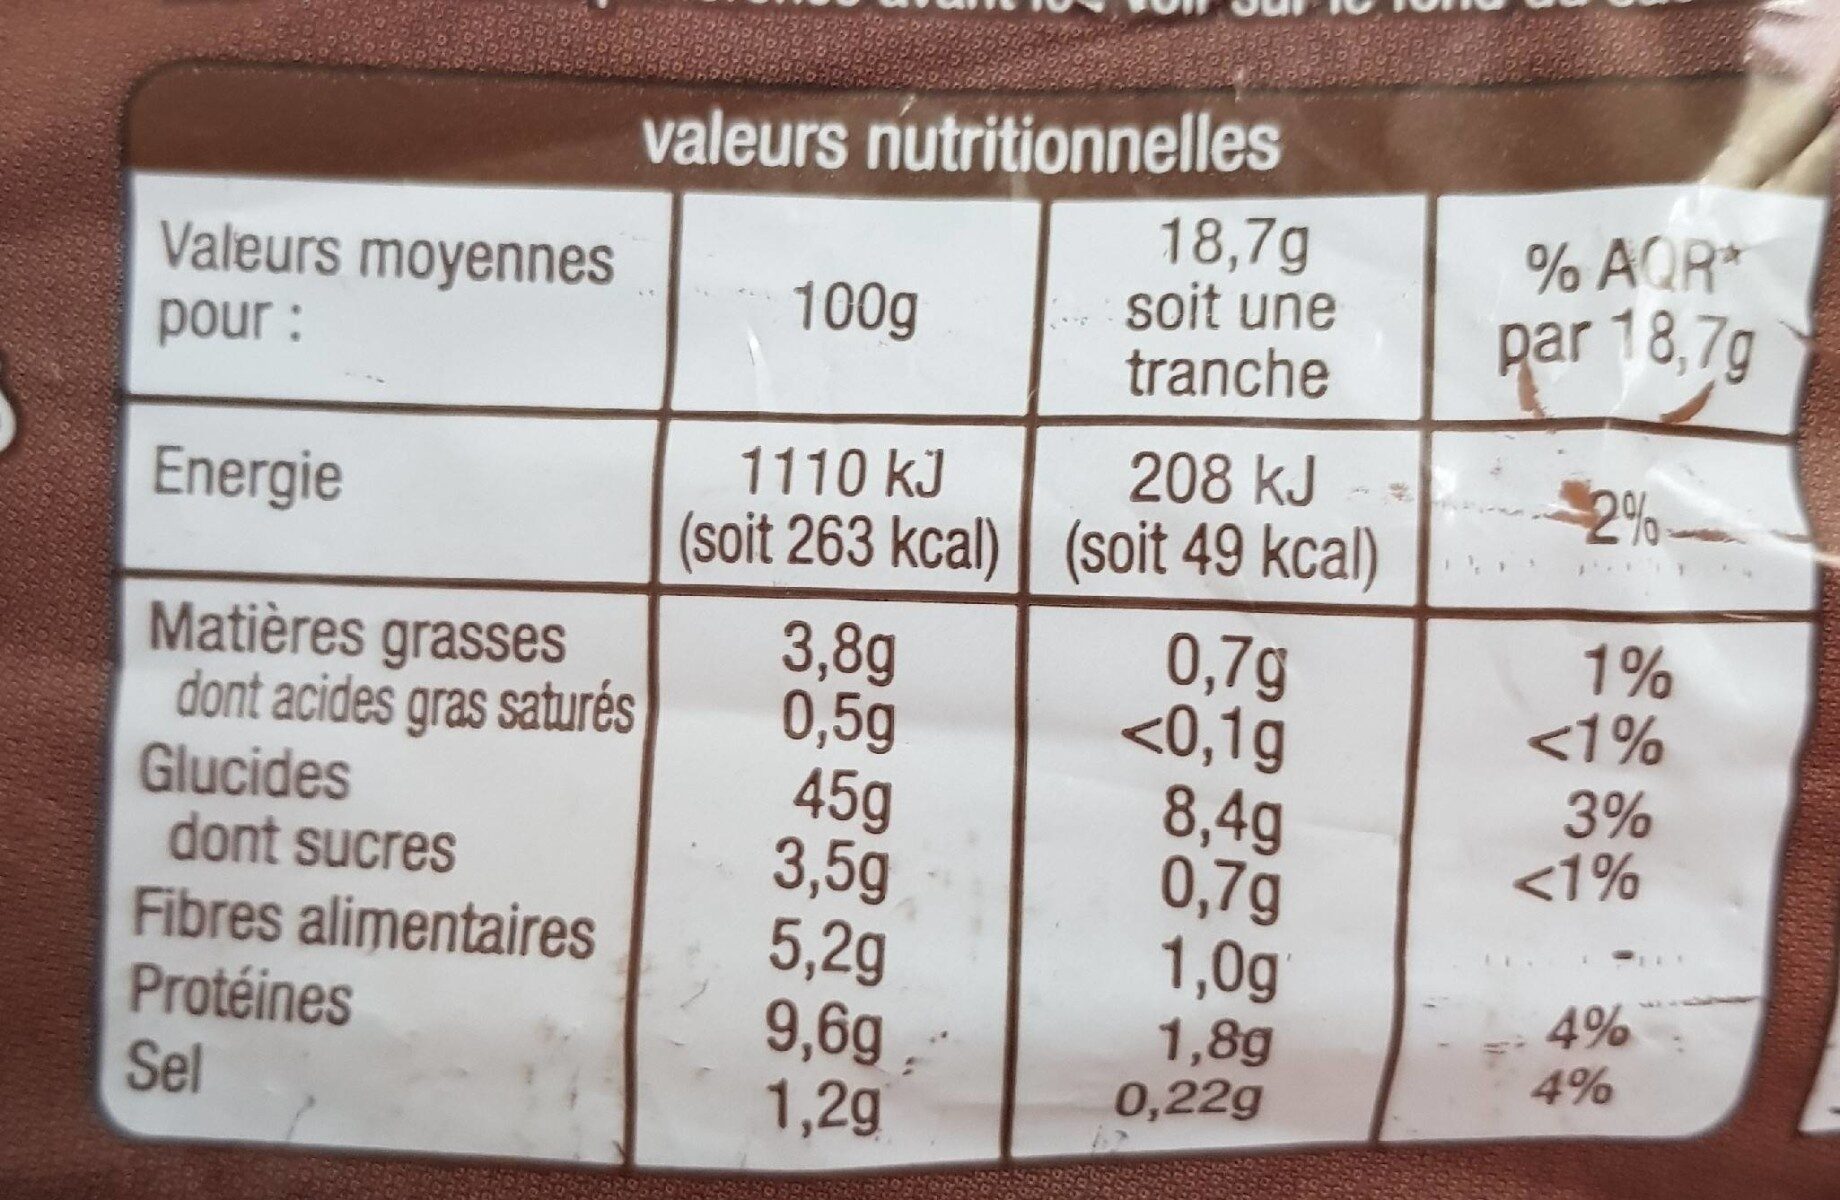 valeurs nutritionnelles
Valeurs moyennes pour :
100g
18,7g
soit une
tranche
% AQR*
par 18,7g
Energie
1110 kJ
(soit 263 kcal)
208 kJ
(soit 49 kcal)
2%
Matières grasses 3,8g 0,7g 1%
dont acides gras saturés 0,5g <0,1g <1%
Glucides 45g 8,4g 3%
dont sucres 3,5g 0,7g <1%
Fibres alimentaires 5,2g 1,0g -
Protéines 9,6g 1,8g 4%
Sel 1,2g 0,22g 4%